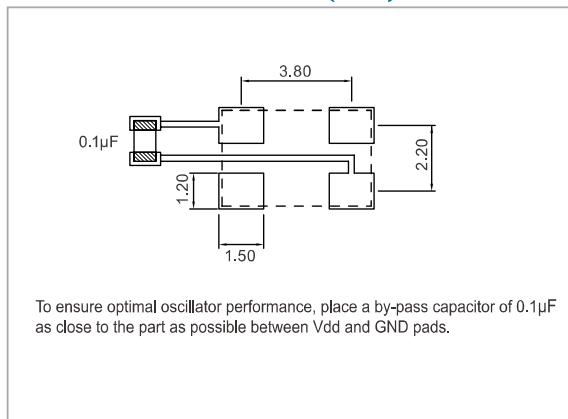 3.80
0.1µF
2.20
1.20
1.50
To ensure optimal oscillator performance, place a by-pass capacitor of 0.1µF
as close to the part as possible between Vdd and GND pads.